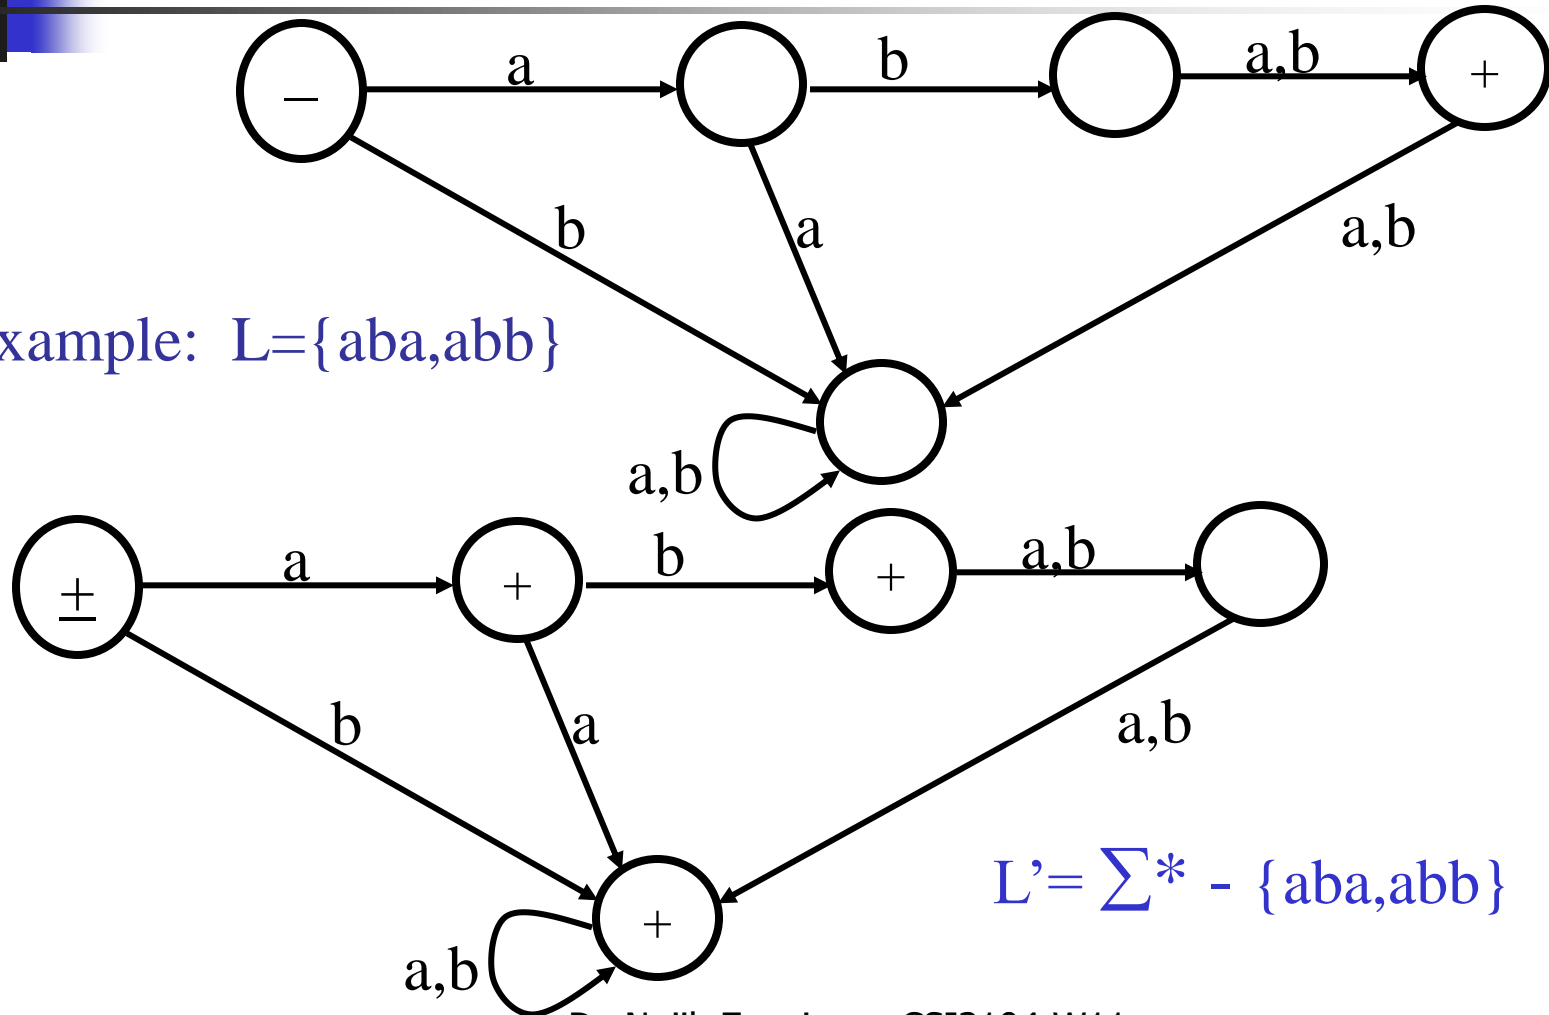 a
b
a,b
–
+
b
a
a,b
xample: L={aba,abb}
a,b
a
b
a,b
±
+
+
b
a
a,b
L’= ∑* - {aba,abb}
+
a,b